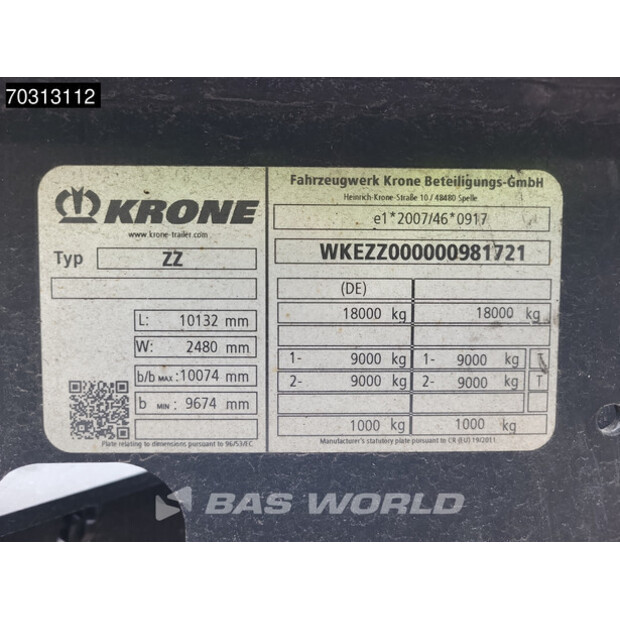 70313112
KRONE
www.krone-trailer.com
Typ ZZ
L: 10132 mm
W: 2480 mm
b/b MAX: 10074 mm
b MIN: 9674 mm
Plate relating to dimensions pursuant to 96/53/EC
Fahrzeugwerk Krone Beteiligungs-GmbH
Heinrich-Krone-Straße 10 / 48480 Spelle
e1*2007/46*0917
WKEZZ000000981721
(DE)
18000 kg 18000 kg
1- 9000 kg 1- 9000 kg
2- 9000 kg 2- 9000 kg T
1000 kg 1000 kg
Manufacturer's statutory plate pursuant to CR (EU) 19/2011
BAS WORLD